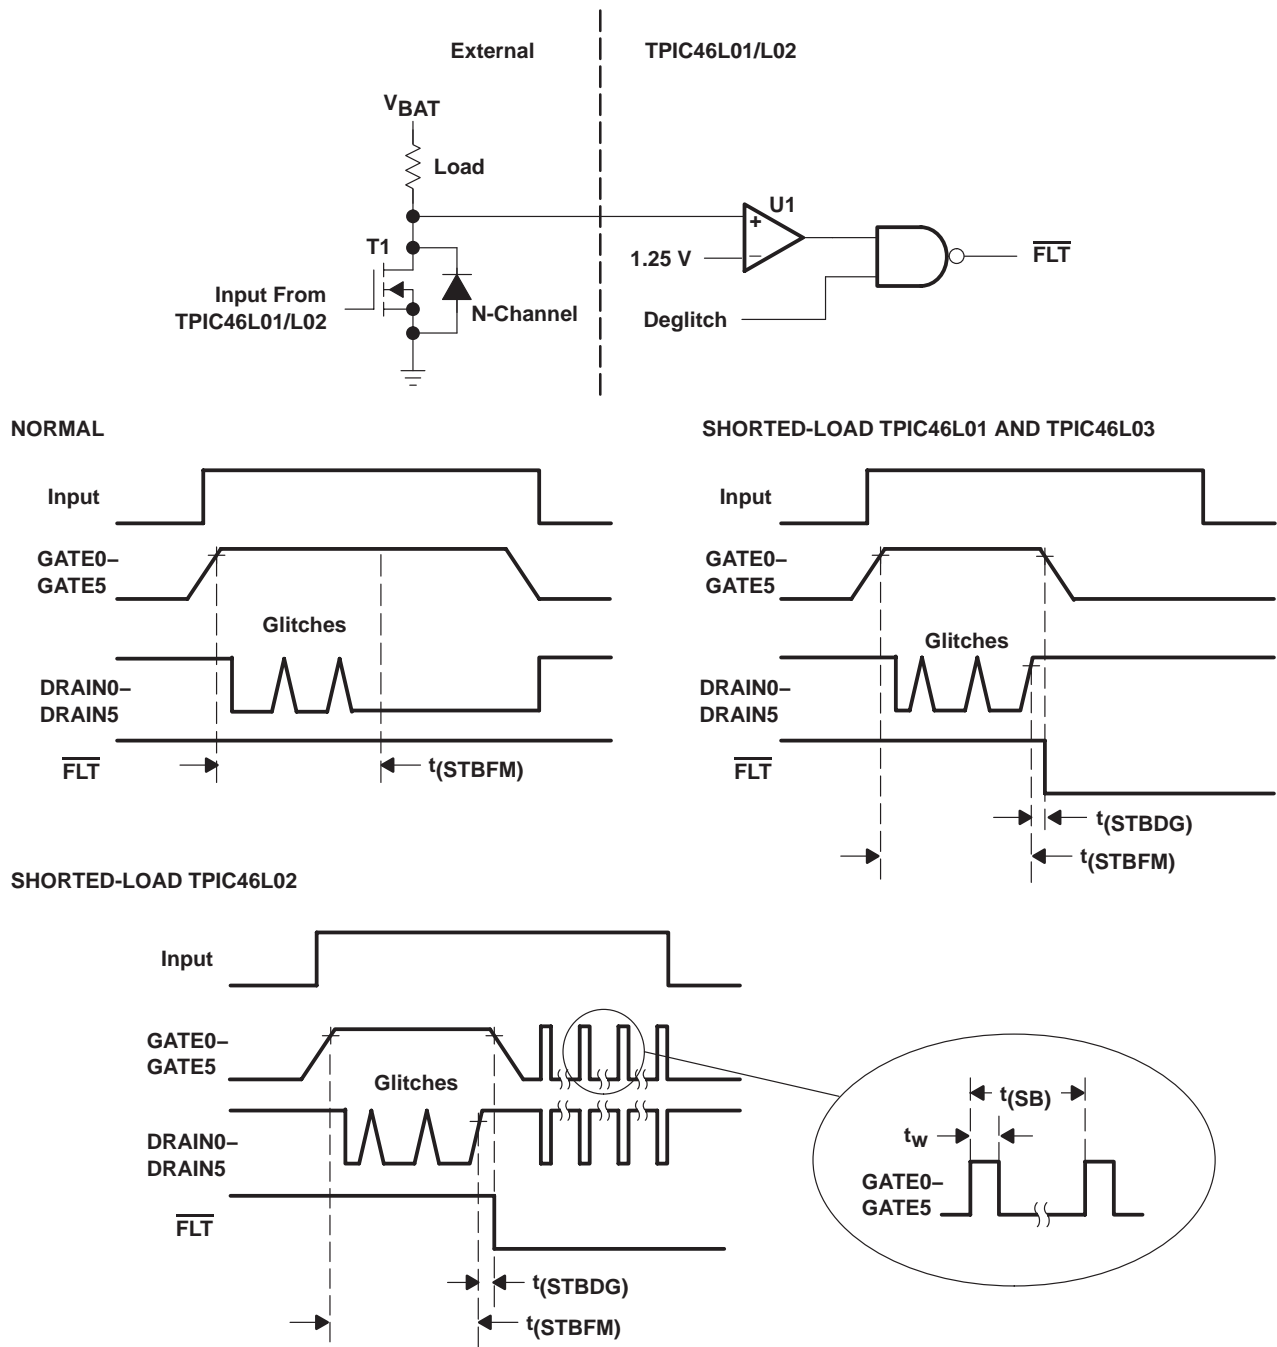 External TPIC46L01/L02
VBAT
Load
U1
+
T1
1.25 V
–
FLT
Input From
TPIC46L01/L02
N-Channel
Deglitch
NORMAL
Input
GATE0–
GATE5
Glitches
DRAIN0–
DRAIN5
FLT
t(STBFM)
SHORTED-LOAD TPIC46L01 AND TPIC46L03
Input
GATE0–
GATE5
Glitches
DRAIN0–
DRAIN5
FLT
t(STBDG)
t(STBFM)
SHORTED-LOAD TPIC46L02
Input
GATE0–
GATE5
Glitches
DRAIN0–
DRAIN5
FLT
t(STBDG)
t(STBFM)
t(SB)
tw
GATE0–
GATE5